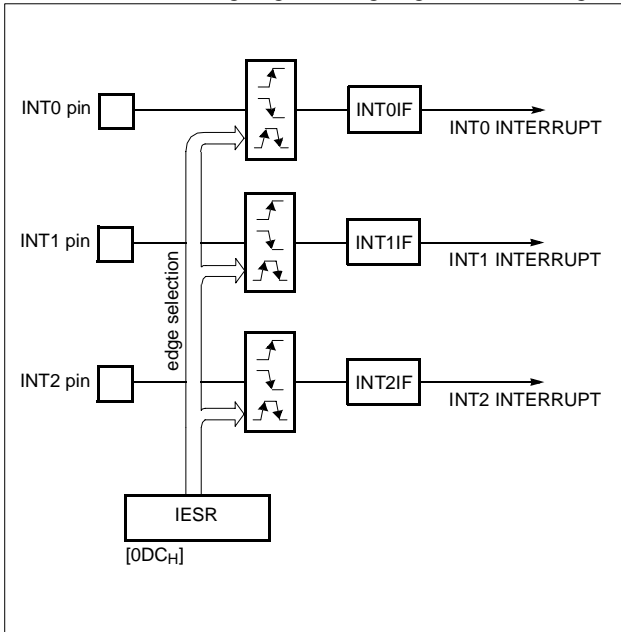 INT0 pin
INT0IF
INT0 INTERRUPT
INT1 pin
INT1IF
INT1 INTERRUPT
edge selection
INT2 pin
INT2IF
INT2 INTERRUPT
IESR
[0DCH]